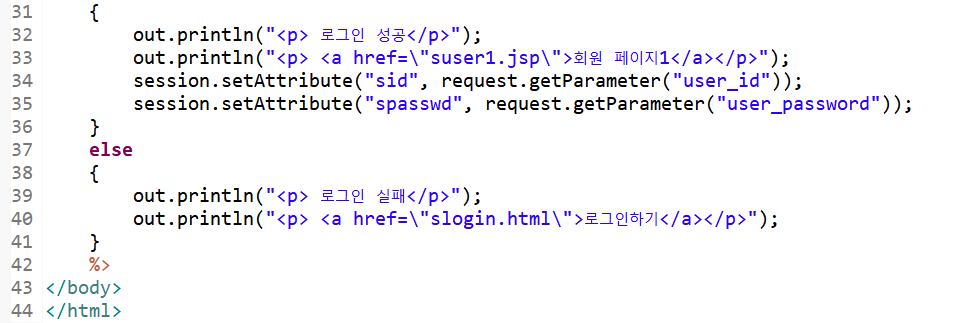 31 {
32 out.println("<p> 로그인 성공</p>");
33 out.println("<p> <a href=\"suser1.jsp\">회원 페이지1</a></p>");
34 session.setAttribute("sid", request.getParameter("user_id"));
35 session.setAttribute("spasswd", request.getParameter("user_password"));
36 }
37 else
38 {
39 out.println("<p> 로그인 실패</p>");
40 out.println("<p> <a href=\"slogin.html\">로그인하기</a></p>");
41 }
42 %>
43 </body>
44 </html>